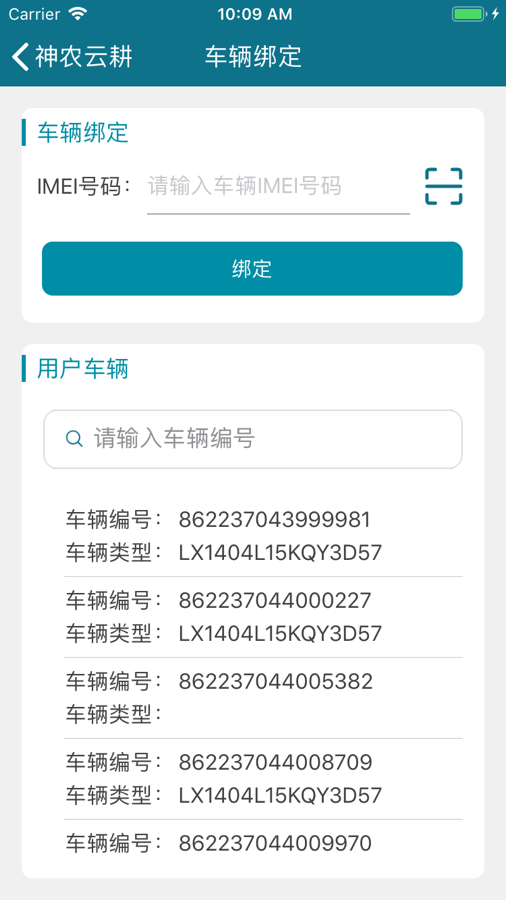 Carrier 10:09 AM
神农云耕 车辆绑定
车辆绑定
IMEI号码： 请输入车辆IMEI号码
绑定
用户车辆
请输入车辆编号
车辆编号： 862237043999981
车辆类型： LX1404L15KQY3D57
车辆编号： 862237044000227
车辆类型： LX1404L15KQY3D57
车辆编号： 862237044005382
车辆类型：
车辆编号： 862237044008709
车辆类型： LX1404L15KQY3D57
车辆编号： 862237044009970